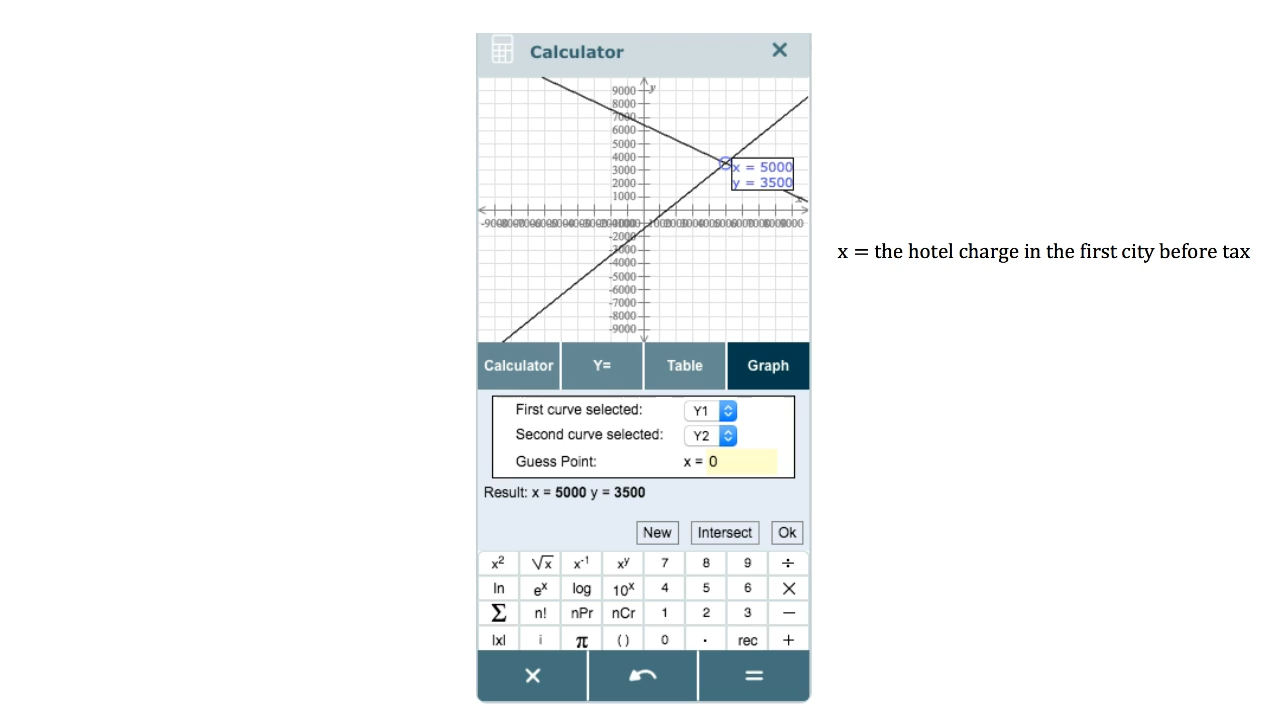 Calculator
y
9000
8000
7000
6000
5000
4000
3000
2000
1000
x = 5000
y = 3500
x
-2000
-3000
-4000
-5000
-6000
-7000
-8000
-9000
x = the hotel charge in the first city before tax
Calculator Y= Table Graph
First curve selected: Y1
Second curve selected: Y2
Guess Point: x = 0
Result: x = 5000 y = 3500
New Intersect Ok
x² √x x⁻¹ xʸ 7 8 9 ÷
ln eˣ log 10ˣ 4 5 6 ×
Σ n! nPr nCr 1 2 3 −
|x| i π ( ) 0 . rec +
× =